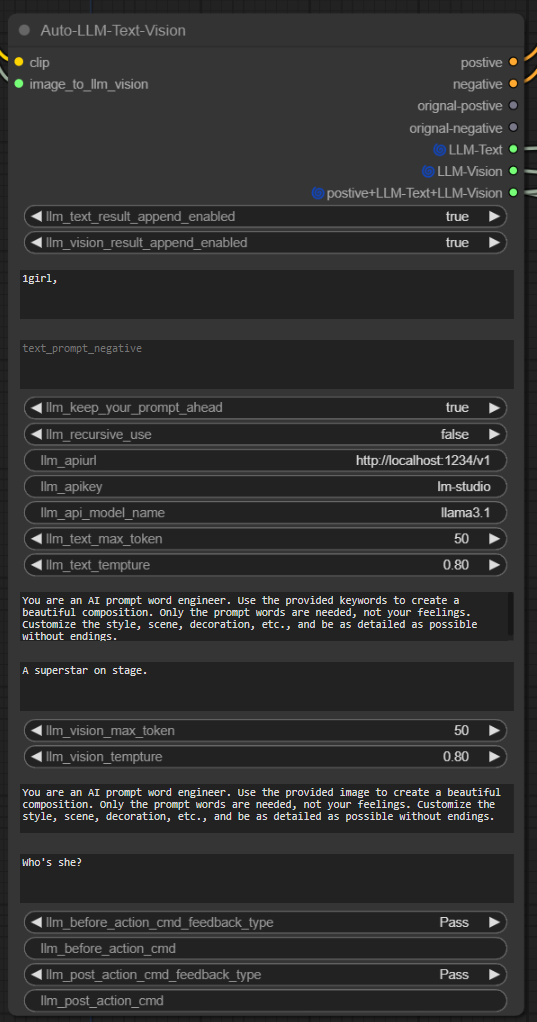 Auto-LLM-Text-Vision
clip
postive
image_to_llm_vision
negative
orignal-postive
orignal-negative
LLM-Text
LLM-Vision
postive+LLM-Text+LLM-Vision
llm_text_result_append_enabled true
llm_vision_result_append_enabled true
1girl,
text_prompt_negative
llm_keep_your_prompt_ahead true
llm_recursive_use false
llm_apiurl http://localhost:1234/v1
llm_apikey lm-studio
llm_api_model_name llama3.1
llm_text_max_token 50
llm_text_tempture 0.80
You are an AI prompt word engineer. Use the provided keywords to create a
beautiful composition. Only the prompt words are needed, not your feelings.
Customize the style, scene, decoration, etc., and be as detailed as possible
without endings.
A superstar on stage.
llm_vision_max_token 50
llm_vision_tempture 0.80
You are an AI prompt word engineer. Use the provided image to create a beautiful
composition. Only the prompt words are needed, not your feelings. Customize the
style, scene, decoration, etc., and be as detailed as possible without endings.
Who's she?
llm_before_action_cmd_feedback_type Pass
llm_before_action_cmd
llm_post_action_cmd_feedback_type Pass
llm_post_action_cmd